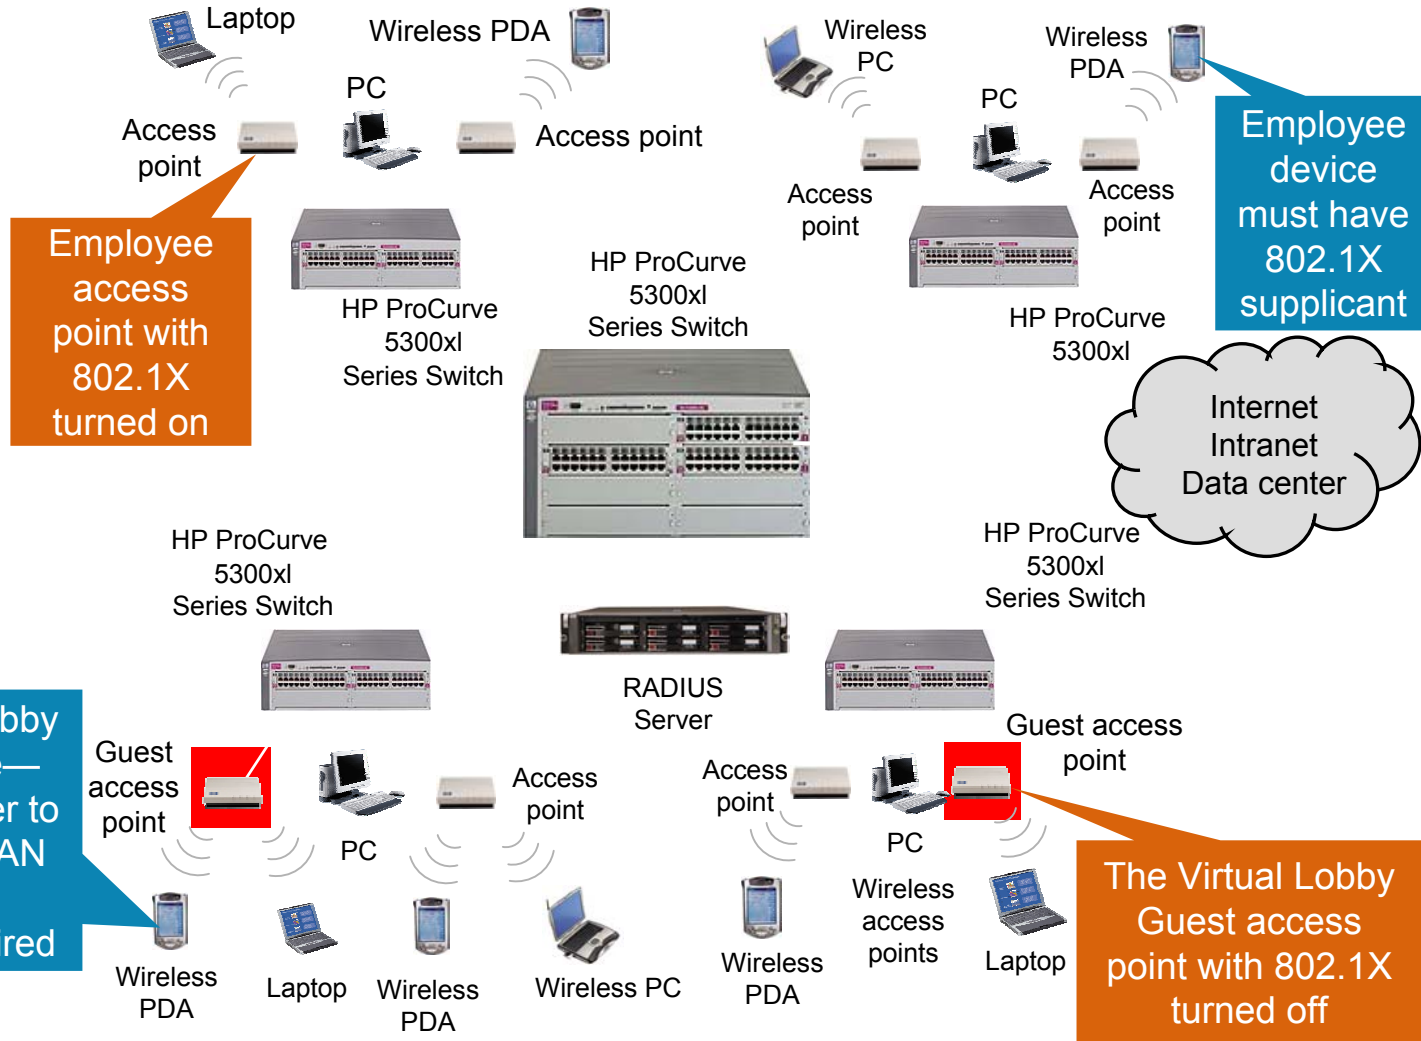 Laptop
Wireless PDA
PC
Access
point
Access point
Employee
access
point with
802.1X
turned on
HP ProCurve
5300xl
Series Switch
HP ProCurve
5300xl
Series Switch
Wireless
PC
Wireless
PDA
PC
Access
point
Access
point
Employee
device
must have
802.1X
supplicant
HP ProCurve
5300xl
Internet
Intranet
Data center
HP ProCurve
5300xl
Series Switch
HP ProCurve
5300xl
Series Switch
RADIUS
Server
to
Guest
access
point
PC
Access
point
Wireless
PDA
Laptop
Wireless
PDA
Wireless PC
Access
point
PC
Guest access
point
Wireless
access
points
Wireless
PDA
Laptop
The Virtual Lobby
Guest access
point with 802.1X
turned off